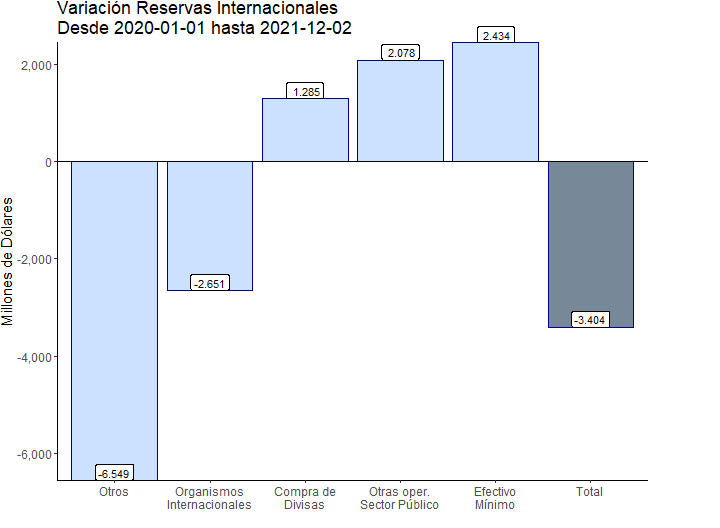 Variación Reservas Internacionales
Desde 2020-01-01 hasta 2021-12-02
Millones de Dólares
2,000
0
-2,000
-4,000
-6,000
-6.549
-2.651
1.285
2.078
2.434
-3.404
Otros
Organismos
Internacionales
Compra de
Divisas
Otras oper.
Sector Público
Efectivo
Mínimo
Total